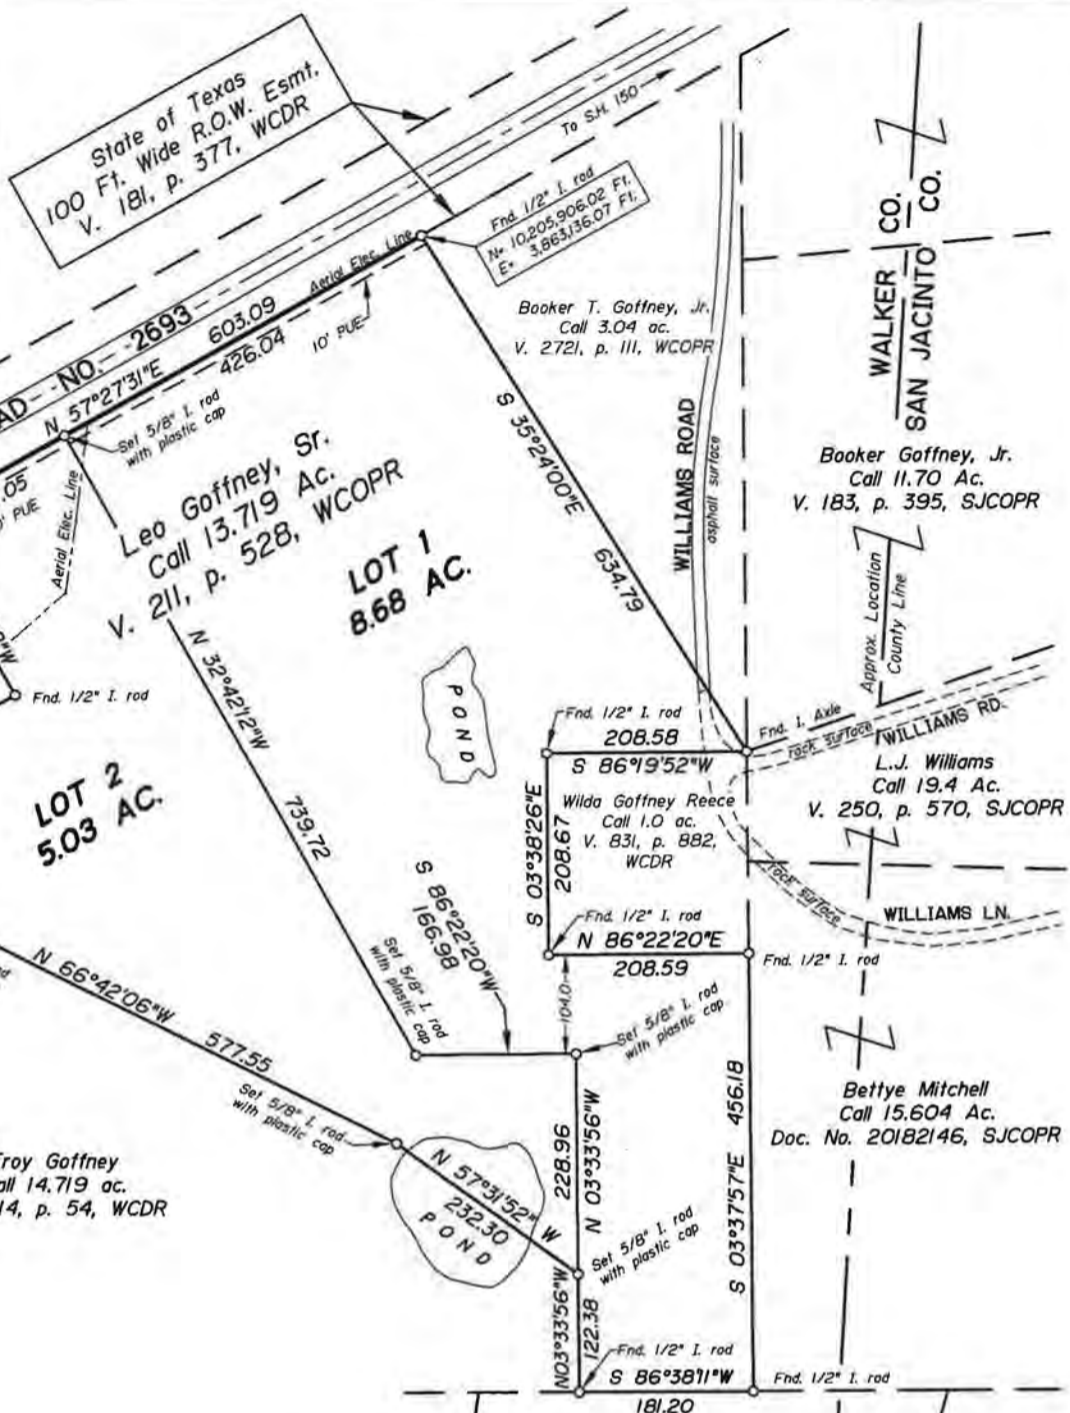 State of Texas
100 Ft. Wide R.O.W. Esmt.
V. 181, p. 377, WCDR
To S.H. 150
Fnd. 1/2" I. rod
N= 10,205,906.02 Ft.
E= 3,863,136.07 Ft.
Aerial Elec. Line
NO. 2693
N 57°27'31"E 603.09
426.04
10' PUE
Set 5/8" I. rod
with plastic cap
.05
PUE
Aerial Elec. Line
Booker T. Goffney, Jr.
Call 3.04 ac.
V. 2721, p. 111, WCOPR
WALKER CO.
SAN JACINTO CO.
WILLIAMS ROAD
asphalt surface
S 35°24'00"E
634.79
Booker Goffney, Jr.
Call 11.70 Ac.
V. 183, p. 395, SJCOPR
Approx. Location
County Line
Leo Goffney, Sr.
Call 13.719 Ac.
V. 211, p. 528, WCOPR
LOT 1
8.68 AC.
N 32°42'12"W
739.72
POND
Fnd. 1/2" I. rod
LOT 2
5.03 AC.
Fnd. 1/2" I. rod
208.58
S 86°19'52"W
Fnd. I. Axle
rock surface
WILLIAMS RD.
L.J. Williams
Call 19.4 Ac.
V. 250, p. 570, SJCOPR
Wilda Goffney Reece
Call 1.0 ac.
V. 831, p. 882,
WCDR
S 03°38'26"E
208.67
rock surface
WILLIAMS LN.
Fnd. 1/2" I. rod
N 86°22'20"E
208.59
Fnd. 1/2" I. rod
S 86°22'20"W
166.98
Set 5/8" I. rod
with plastic cap
104.0
Set 5/8" I. rod
with plastic cap
N 66°42'06"W
577.55
Set 5/8" I. rod
with plastic cap
Bettye Mitchell
Call 15.604 Ac.
Doc. No. 20182146, SJCOPR
S 03°37'57"E 456.18
228.96
N 03°33'56"W
N 57°31'52"W
232.30
POND
Set 5/8" I. rod
with plastic cap
Troy Goffney
all 14.719 ac.
14, p. 54, WCDR
N03°33'56"W
122.38
Fnd. 1/2" I. rod
S 86°38'11"W
181.20
Fnd. 1/2" I. rod